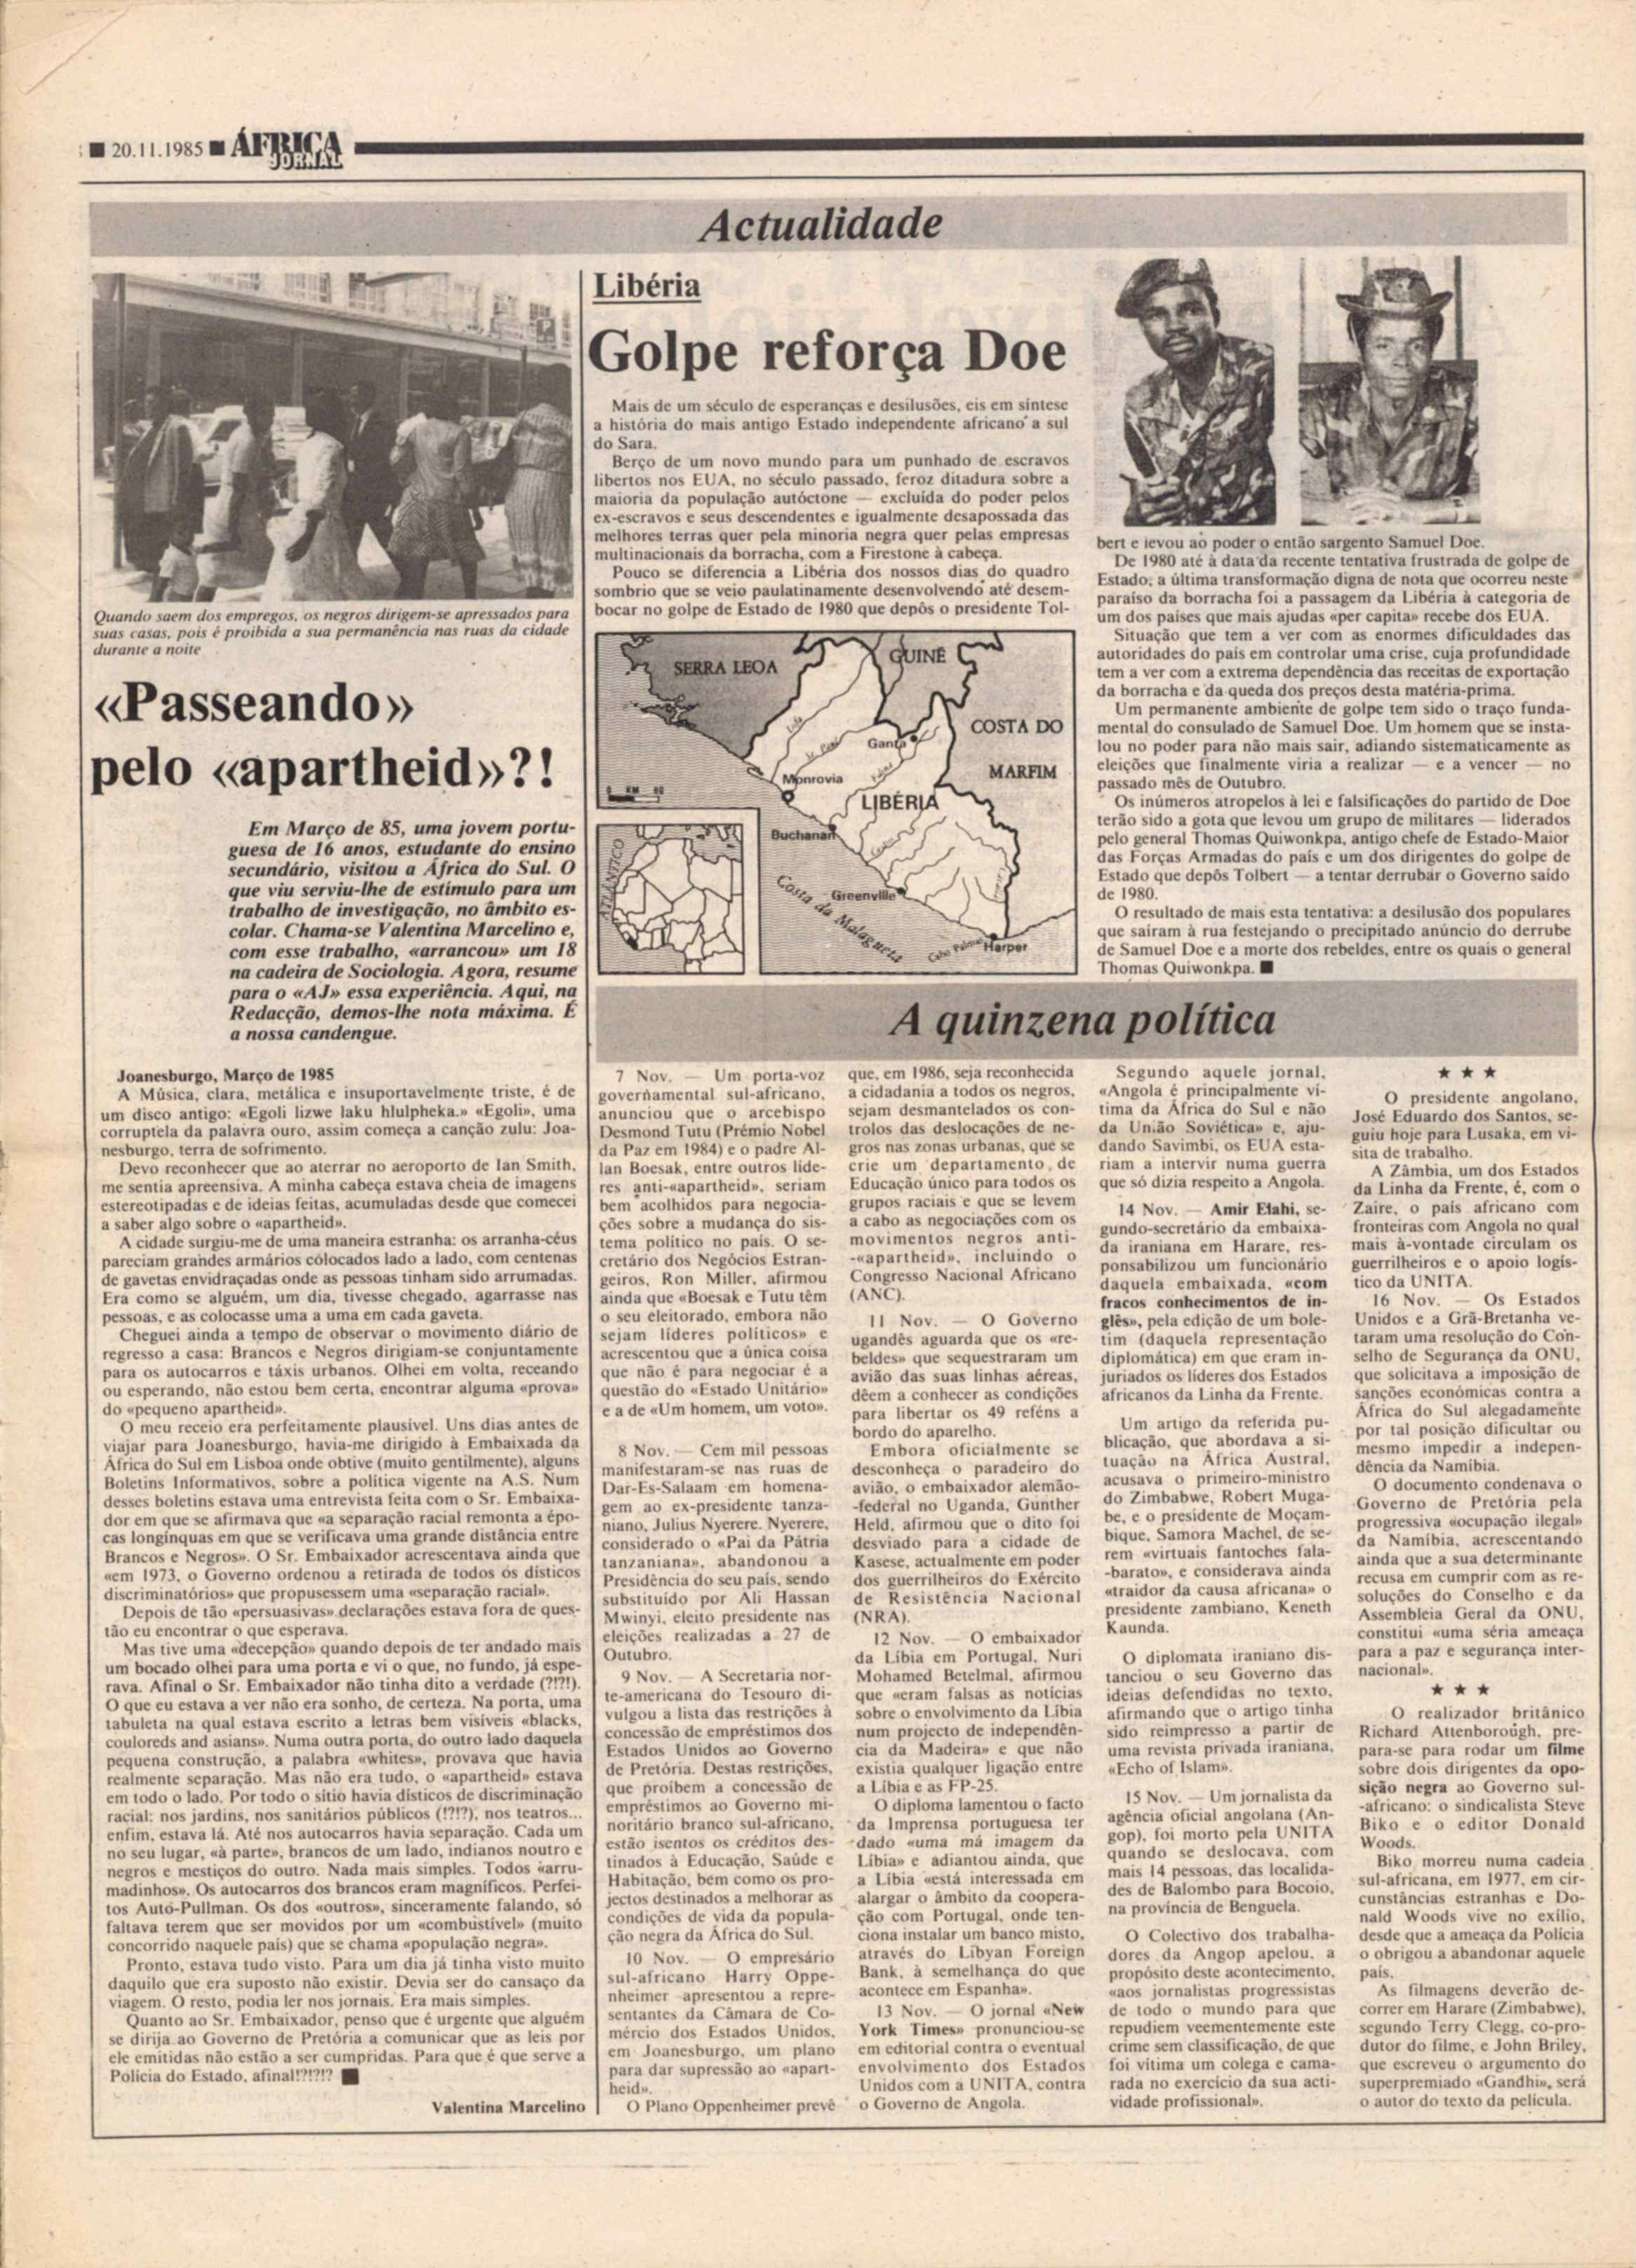 ■ 20.11.1985 ■ ÁFRICA
JORNAL
Actualidade
Quando saem dos empregos, os negros dirigem-se apressados para
suas casas, pois é proibida a sua permanência nas ruas da cidade
durante a noite
«Passeando»
pelo «apartheid»?!
Em Março de 85, uma jovem portu-
guesa de 16 anos, estudante do ensino
secundário, visitou a África do Sul. O
que viu serviu-lhe de estímulo para um
trabalho de investigação, no âmbito es-
colar. Chama-se Valentina Marcelino e,
com esse trabalho, «arrancou» um 18
na cadeira de Sociologia. Agora, resume
para o «AJ» essa experiência. Aqui, na
Redacção, demos-lhe nota máxima. É
a nossa candengue.
Joanesburgo, Março de 1985
A Música, clara, metálica e insuportavelmente triste, é de
um disco antigo: «Egoli lizwe laku hlulpheka.» «Egoli», uma
corruptela da palavra ouro, assim começa a canção zulu: Joa-
nesburgo, terra de sofrimento.
Devo reconhecer que ao aterrar no aeroporto de Ian Smith,
me sentia apreensiva. A minha cabeça estava cheia de imagens
estereotipadas e de ideias feitas, acumuladas desde que comecei
a saber algo sobre o «apartheid».
A cidade surgiu-me de uma maneira estranha: os arranha-céus
pareciam grandes armários colocados lado a lado, com centenas
de gavetas envidraçadas onde as pessoas tinham sido arrumadas.
Era como se alguém, um dia, tivesse chegado, agarrasse nas
pessoas, e as colocasse uma a uma em cada gaveta.
Cheguei ainda a tempo de observar o movimento diário de
regresso a casa: Brancos e Negros dirigiam-se conjuntamente
para os autocarros e táxis urbanos. Olhei em volta, receando
ou esperando, não estou bem certa, encontrar alguma «prova»
do «pequeno apartheid».
O meu receio era perfeitamente plausível. Uns dias antes de
viajar para Joanesburgo, havia-me dirigido à Embaixada da
África do Sul em Lisboa onde obtive (muito gentilmente), alguns
Boletins Informativos, sobre a política vigente na A.S. Num
desses boletins estava uma entrevista feita com o Sr. Embaixa-
dor em que se afirmava que «a separação racial remonta a épo-
cas longínquas em que se verificava uma grande distância entre
Brancos e Negros». O Sr. Embaixador acrescentava ainda que
«em 1973, o Governo ordenou a retirada de todos os dísticos
discriminatórios» que propusessem uma «separação racial».
Depois de tão «persuasivas» declarações estava fora de ques-
tão eu encontrar o que esperava.
Mas tive uma «decepção» quando depois de ter andado mais
um bocado olhei para uma porta e vi o que, no fundo, já espe-
rava. Afinal o Sr. Embaixador não tinha dito a verdade (?!?!).
O que eu estava a ver não era sonho, de certeza. Na porta, uma
tabuleta na qual estava escrito a letras bem visíveis «blacks,
couloreds and asians». Numa outra porta, do outro lado daquela
pequena construção, a palabra «whites», provava que havia
realmente separação. Mas não era tudo, o «apartheid» estava
em todo o lado. Por todo o sítio havia dísticos de discriminação
racial: nos jardins, nos sanitários públicos (!?!?), nos teatros...
enfim, estava lá. Até nos autocarros havia separação. Cada um
no seu lugar, «à parte», brancos de um lado, indianos noutro e
negros e mestiços do outro. Nada mais simples. Todos «arru-
madinhos». Os autocarros dos brancos eram magníficos. Perfei-
tos Auto-Pullman. Os dos «outros», sinceramente falando, só
faltava terem que ser movidos por um «combustível» (muito
concorrido naquele país) que se chama «população negra».
Pronto, estava tudo visto. Para um dia já tinha visto muito
daquilo que era suposto não existir. Devia ser do cansaço da
viagem. O resto, podia ler nos jornais. Era mais simples.
Quanto ao Sr. Embaixador, penso que é urgente que alguém
se dirija ao Governo de Pretória a comunicar que as leis por
ele emitidas não estão a ser cumpridas. Para que é que serve a
Polícia do Estado, afinal!?!?!? ■
Valentina Marcelino
Libéria
Golpe reforça Doe
Mais de um século de esperanças e desilusões, eis em síntese
a história do mais antigo Estado independente africano a sul
do Sara.
Berço de um novo mundo para um punhado de escravos
libertos nos EUA, no século passado, feroz ditadura sobre a
maioria da população autóctone — excluída do poder pelos
ex-escravos e seus descendentes e igualmente desapossada das
melhores terras quer pela minoria negra quer pelas empresas
multinacionais da borracha, com a Firestone à cabeça.
Pouco se diferencia a Libéria dos nossos dias do quadro
sombrio que se veio paulatinamente desenvolvendo até desem-
bocar no golpe de Estado de 1980 que depôs o presidente Tol-
SERRA LEOA
GUINÉ
COSTA DO
MARFIM
Ganta
Monrovia
LIBÉRIA
Buchanan
Greenville
Costa da Malagueta
Cabo Palmas
Harper
ATLÂNTICO
bert e levou ao poder o então sargento Samuel Doe.
De 1980 até à data da recente tentativa frustrada de golpe de
Estado, a última transformação digna de nota que ocorreu neste
paraíso da borracha foi a passagem da Libéria à categoria de
um dos países que mais ajudas «per capita» recebe dos EUA.
Situação que tem a ver com as enormes dificuldades das
autoridades do país em controlar uma crise, cuja profundidade
tem a ver com a extrema dependência das receitas de exportação
da borracha e da queda dos preços desta matéria-prima.
Um permanente ambiente de golpe tem sido o traço funda-
mental do consulado de Samuel Doe. Um homem que se insta-
lou no poder para não mais sair, adiando sistematicamente as
eleições que finalmente viria a realizar — e a vencer — no
passado mês de Outubro.
Os inúmeros atropelos à lei e falsificações do partido de Doe
terão sido a gota que levou um grupo de militares — liderados
pelo general Thomas Quiwonkpa, antigo chefe de Estado-Maior
das Forças Armadas do país e um dos dirigentes do golpe de
Estado que depôs Tolbert — a tentar derrubar o Governo saído
de 1980.
O resultado de mais esta tentativa: a desilusão dos populares
que saíram à rua festejando o precipitado anúncio do derrube
de Samuel Doe e a morte dos rebeldes, entre os quais o general
Thomas Quiwonkpa. ■
A quinzena política
7 Nov. — Um porta-voz
governamental sul-africano,
anunciou que o arcebispo
Desmond Tutu (Prémio Nobel
da Paz em 1984) e o padre Al-
lan Boesak, entre outros líde-
res anti-«apartheid», seriam
bem acolhidos para negocia-
ções sobre a mudança do sis-
tema político no país. O se-
cretário dos Negócios Estran-
geiros, Ron Miller, afirmou
ainda que «Boesak e Tutu têm
o seu eleitorado, embora não
sejam líderes políticos» e
acrescentou que a única coisa
que não é para negociar é a
questão do «Estado Unitário»
e a de «Um homem, um voto».
8 Nov. — Cem mil pessoas
manifestaram-se nas ruas de
Dar-Es-Salaam em homena-
gem ao ex-presidente tanza-
niano, Julius Nyerere. Nyerere,
considerado o «Pai da Pátria
tanzaniana», abandonou a
Presidência do seu país, sendo
substituído por Ali Hassan
Mwinyi, eleito presidente nas
eleições realizadas a 27 de
Outubro.
9 Nov. — A Secretaria nor-
te-americana do Tesouro di-
vulgou a lista das restrições à
concessão de empréstimos dos
Estados Unidos ao Governo
de Pretória. Destas restrições,
que proíbem a concessão de
empréstimos ao Governo mi-
noritário branco sul-africano,
estão isentos os créditos des-
tinados à Educação, Saúde e
Habitação, bem como os pro-
jectos destinados a melhorar as
condições de vida da popula-
ção negra da África do Sul.
10 Nov. — O empresário
sul-africano Harry Oppe-
nheimer apresentou a repre-
sentantes da Câmara de Co-
mércio dos Estados Unidos,
em Joanesburgo, um plano
para dar supressão ao «apart-
heid».
O Plano Oppenheimer prevê
que, em 1986, seja reconhecida
a cidadania a todos os negros,
sejam desmantelados os con-
trolos das deslocações de ne-
gros nas zonas urbanas, que se
crie um departamento de
Educação único para todos os
grupos raciais e que se levem
a cabo as negociações com os
movimentos negros anti-
-«apartheid», incluindo o
Congresso Nacional Africano
(ANC).
11 Nov. — O Governo
ugandês aguarda que os «re-
beldes» que sequestraram um
avião das suas linhas aéreas,
dêem a conhecer as condições
para libertar os 49 reféns a
bordo do aparelho.
Embora oficialmente se
desconheça o paradeiro do
avião, o embaixador alemão-
-federal no Uganda, Gunther
Held, afirmou que o dito foi
desviado para a cidade de
Kasese, actualmente em poder
dos guerrilheiros do Exército
de Resistência Nacional
(NRA).
12 Nov. — O embaixador
da Líbia em Portugal, Nuri
Mohamed Betelmal, afirmou
que «eram falsas as notícias
sobre o envolvimento da Líbia
num projecto de independên-
cia da Madeira» e que não
existia qualquer ligação entre
a Líbia e as FP-25.
O diploma lamentou o facto
da Imprensa portuguesa ter
dado «uma má imagem da
Líbia» e adiantou ainda, que
a Líbia «está interessada em
alargar o âmbito da coopera-
ção com Portugal, onde ten-
ciona instalar um banco misto,
através do Libyan Foreign
Bank, à semelhança do que
acontece em Espanha».
13 Nov. — O jornal «New
York Times» pronunciou-se
em editorial contra o eventual
envolvimento dos Estados
Unidos com a UNITA, contra
o Governo de Angola.
Segundo aquele jornal,
«Angola é principalmente ví-
tima da África do Sul e não
da União Soviética» e, aju-
dando Savimbi, os EUA esta-
riam a intervir numa guerra
que só dizia respeito a Angola.
14 Nov. — Amir Elahi, se-
gundo-secretário da embaixa-
da iraniana em Harare, res-
ponsabilizou um funcionário
daquela embaixada, «com
fracos conhecimentos de in-
glês», pela edição de um bole-
tim (daquela representação
diplomática) em que eram in-
juriados os líderes dos Estados
africanos da Linha da Frente.
Um artigo da referida pu-
blicação, que abordava a si-
tuação na África Austral,
acusava o primeiro-ministro
do Zimbabwe, Robert Muga-
be, e o presidente de Moçam-
bique, Samora Machel, de se-
rem «virtuais fantoches fala-
-barato», e considerava ainda
«traidor da causa africana» o
presidente zambiano, Keneth
Kaunda.
O diplomata iraniano dis-
tanciou o seu Governo das
ideias defendidas no texto,
afirmando que o artigo tinha
sido reimpresso a partir de
uma revista privada iraniana,
«Echo of Islam».
15 Nov. — Um jornalista da
agência oficial angolana (An-
gop), foi morto pela UNITA
quando se deslocava, com
mais 14 pessoas, das localida-
des de Balombo para Bocoio,
na província de Benguela.
O Colectivo dos trabalha-
dores da Angop apelou, a
propósito deste acontecimento,
«aos jornalistas progressistas
de todo o mundo para que
repudiem veementemente este
crime sem classificação, de que
foi vítima um colega e cama-
rada no exercício da sua acti-
vidade profissional».
★ ★ ★
O presidente angolano,
José Eduardo dos Santos, se-
guiu hoje para Lusaka, em vi-
sita de trabalho.
A Zâmbia, um dos Estados
da Linha da Frente, é, com o
Zaire, o país africano com
fronteiras com Angola no qual
mais à-vontade circulam os
guerrilheiros e o apoio logís-
tico da UNITA.
16 Nov. — Os Estados
Unidos e a Grã-Bretanha ve-
taram uma resolução do Con-
selho de Segurança da ONU,
que solicitava a imposição de
sanções económicas contra a
África do Sul alegadamente
por tal posição dificultar ou
mesmo impedir a indepen-
dência da Namíbia.
O documento condenava o
Governo de Pretória pela
progressiva «ocupação ilegal»
da Namíbia, acrescentando
ainda que a sua determinante
recusa em cumprir com as re-
soluções do Conselho e da
Assembleia Geral da ONU,
constitui «uma séria ameaça
para a paz e segurança inter-
nacional».
★ ★ ★
O realizador britânico
Richard Attenborough, pre-
para-se para rodar um filme
sobre dois dirigentes da opo-
sição negra ao Governo sul-
-africano: o sindicalista Steve
Biko e o editor Donald
Woods.
Biko morreu numa cadeia
sul-africana, em 1977, em cir-
cunstâncias estranhas e Do-
nald Woods vive no exílio,
desde que a ameaça da Polícia
o obrigou a abandonar aquele
país.
As filmagens deverão de-
correr em Harare (Zimbabwe),
segundo Terry Clegg, co-pro-
dutor do filme, e John Briley,
que escreveu o argumento do
superpremiado «Gandhi», será
o autor do texto da película.